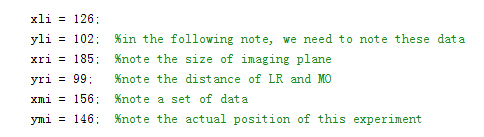 xli = 126;
yli = 102; %in the following note, we need to note these data
xri = 185; %note the size of imaging plane
yri = 99; %note the distance of LR and MO
xmi = 156; %note a set of data
ymi = 146; %note the actual position of this experiment